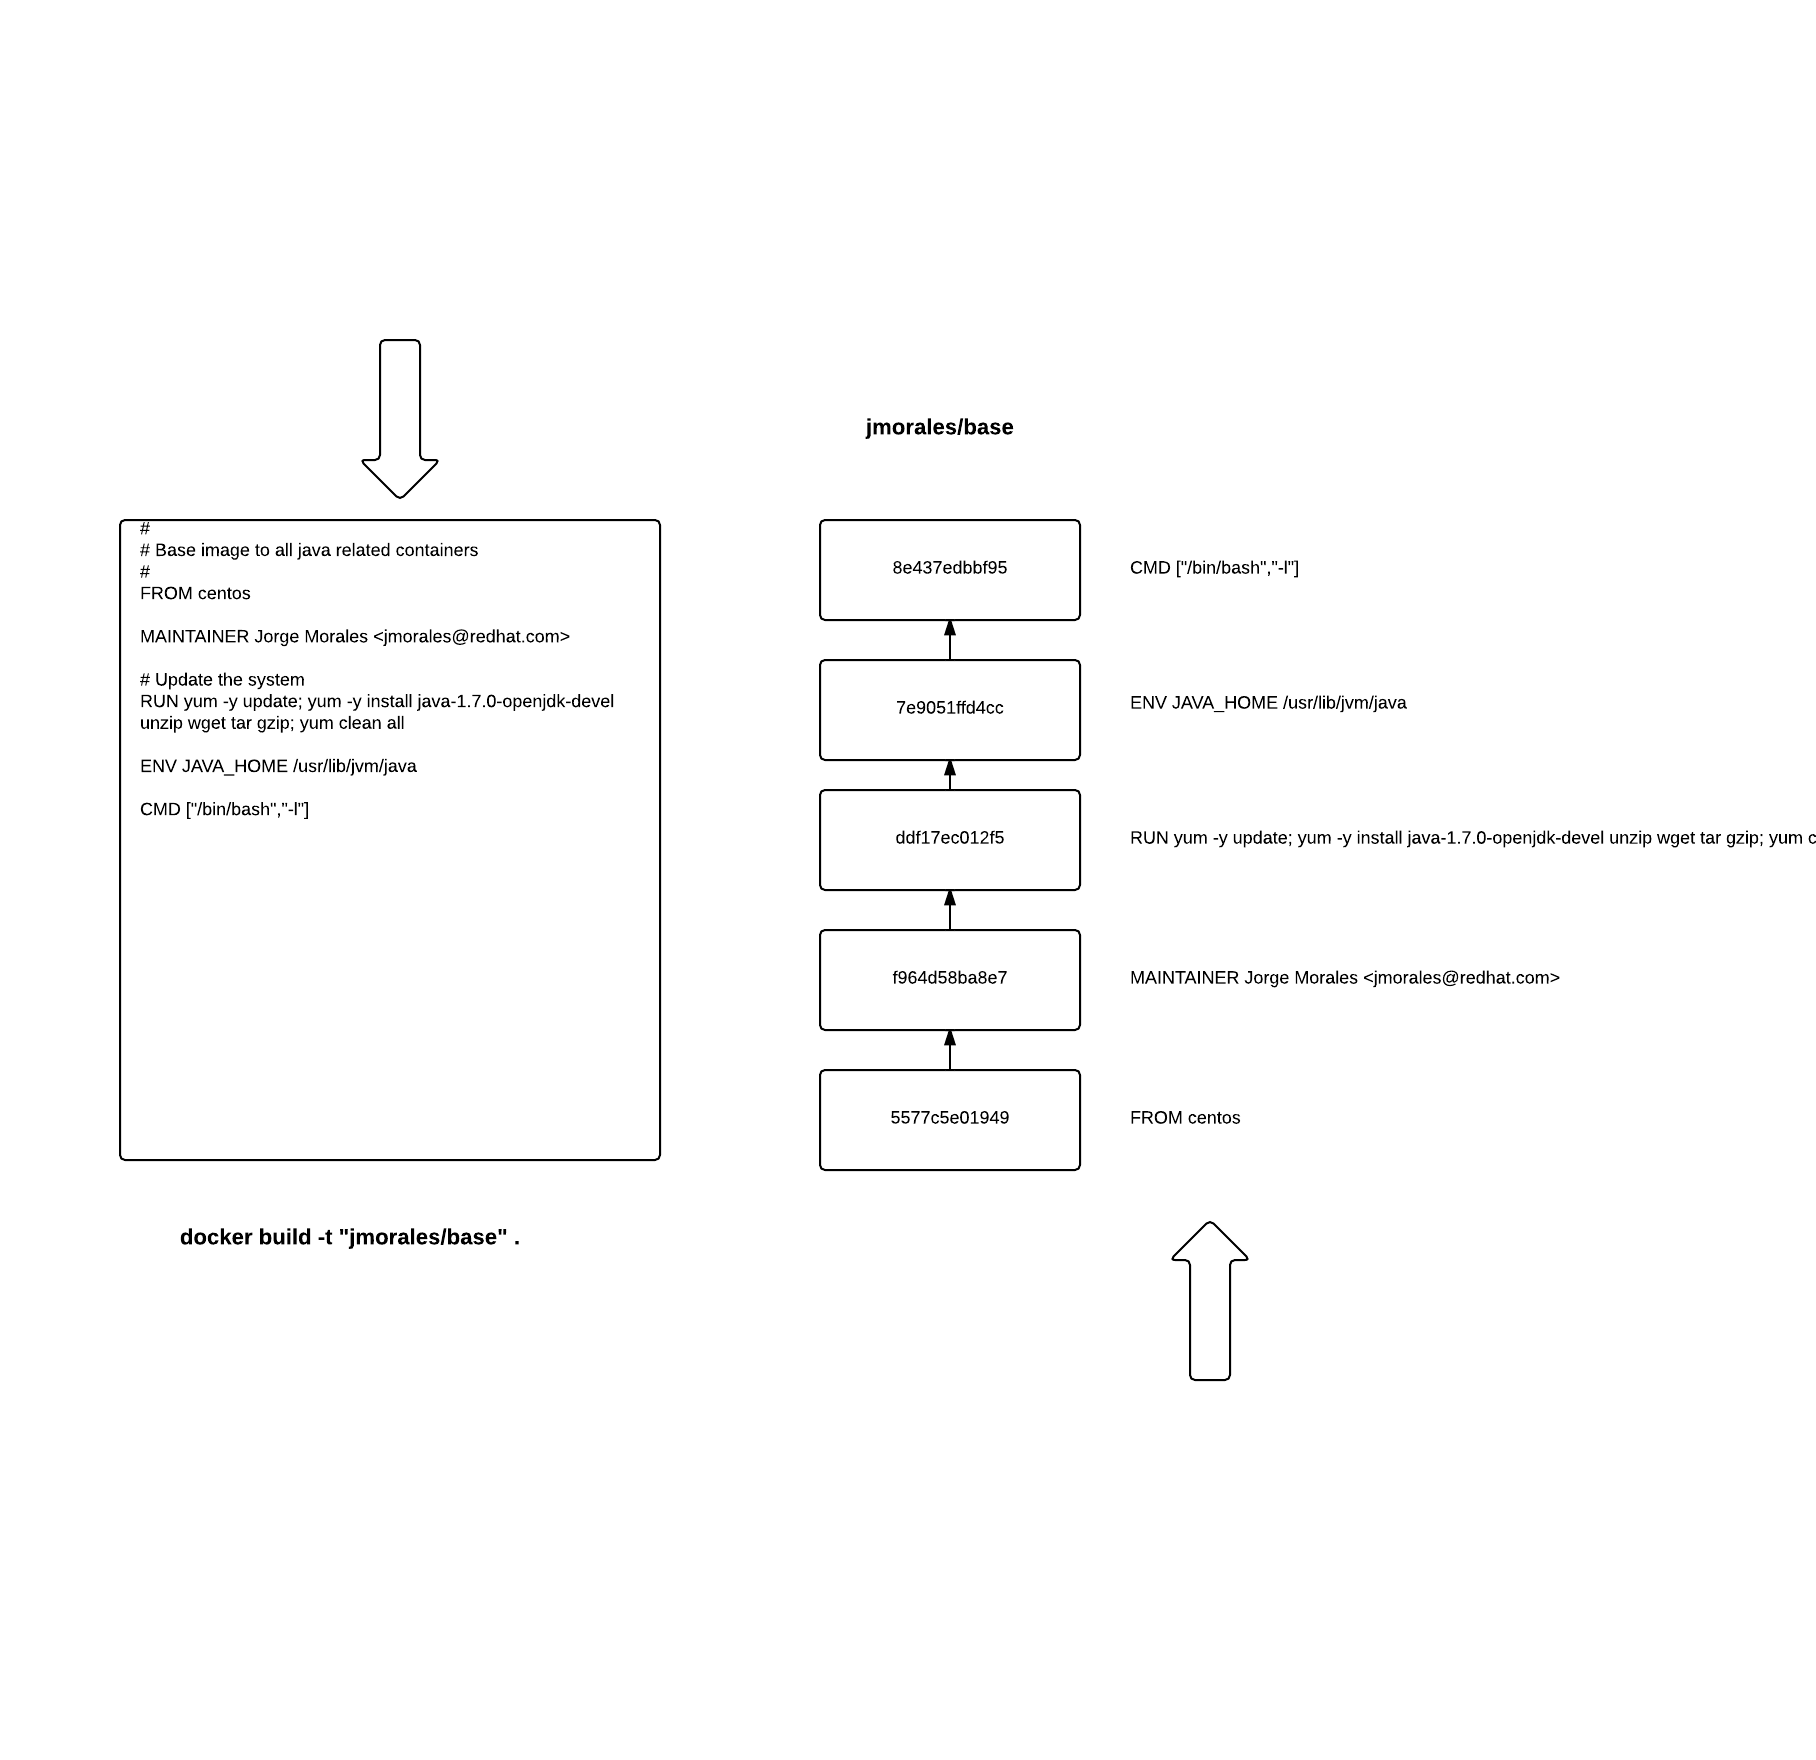 #
# Base image to all java related containers
#
FROM centos
MAINTAINER Jorge Morales <jmorales@redhat.com>
# Update the system
RUN yum -y update; yum -y install java-1.7.0-openjdk-devel
unzip wget tar gzip; yum clean all
ENV JAVA_HOME /usr/lib/jvm/java
CMD ["/bin/bash","-l"]
docker build -t "jmorales/base" .
jmorales/base
8e437edbbf95
CMD ["/bin/bash","-l"]
7e9051ffd4cc
ENV JAVA_HOME /usr/lib/jvm/java
ddf17ec012f5
RUN yum -y update; yum -y install java-1.7.0-openjdk-devel unzip wget tar gzip; yum c
f964d58ba8e7
MAINTAINER Jorge Morales <jmorales@redhat.com>
5577c5e01949
FROM centos